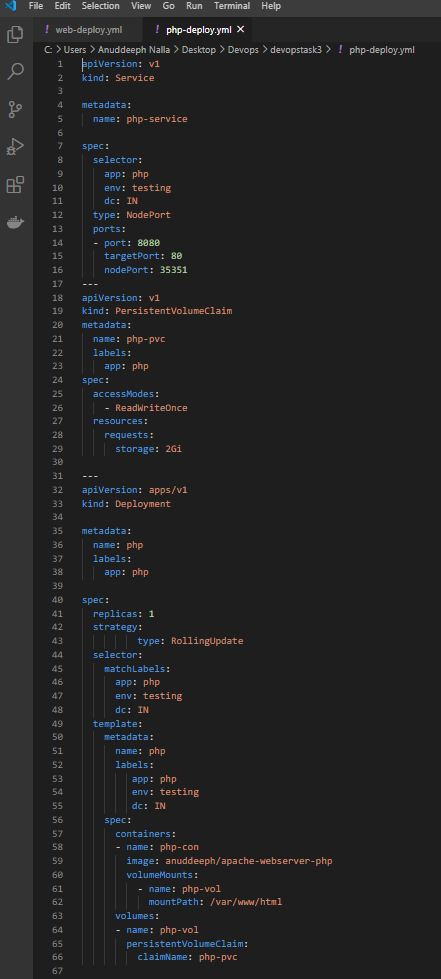 File Edit Selection View Go Run Terminal Help
! web-deploy.yml ! php-deploy.yml ×
C: > Users > Anuddeeph Nalla > Desktop > Devops > devopstask3 > ! php-deploy.yml
1 apiVersion: v1
2 kind: Service
3
4 metadata:
5   name: php-service
6
7 spec:
8   selector:
9     app: php
10     env: testing
11     dc: IN
12   type: NodePort
13   ports:
14   - port: 8080
15     targetPort: 80
16     nodePort: 35351
17 ---
18 apiVersion: v1
19 kind: PersistentVolumeClaim
20 metadata:
21   name: php-pvc
22   labels:
23     app: php
24 spec:
25   accessModes:
26     - ReadWriteOnce
27   resources:
28     requests:
29       storage: 2Gi
30
31 ---
32 apiVersion: apps/v1
33 kind: Deployment
34
35 metadata:
36   name: php
37   labels:
38     app: php
39
40 spec:
41   replicas: 1
42   strategy:
43           type: RollingUpdate
44   selector:
45     matchLabels:
46       app: php
47       env: testing
48       dc: IN
49   template:
50     metadata:
51       name: php
52       labels:
53          app: php
54          env: testing
55          dc: IN
56     spec:
57       containers:
58       - name: php-con
59         image: anuddeeph/apache-webserver-php
60         volumeMounts:
61           - name: php-vol
62             mountPath: /var/www/html
63       volumes:
64       - name: php-vol
65         persistentVolumeClaim:
66           claimName: php-pvc
67